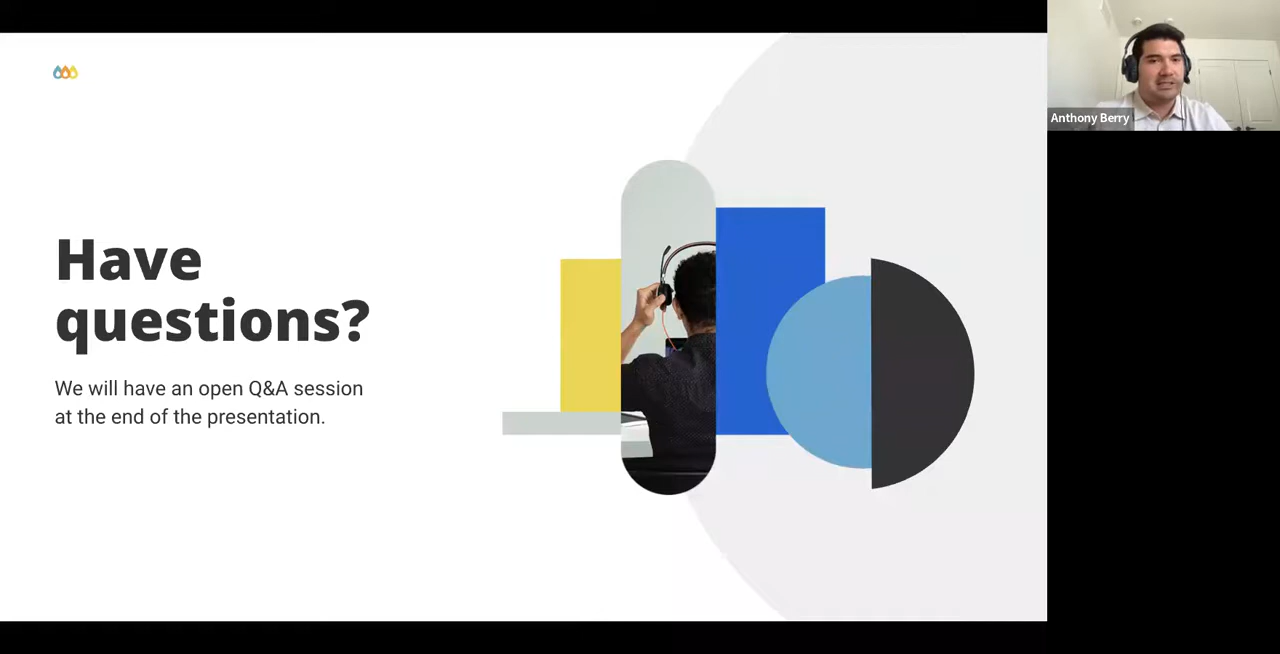 Have
questions?
We will have an open Q&A session
at the end of the presentation.
Anthony Berry